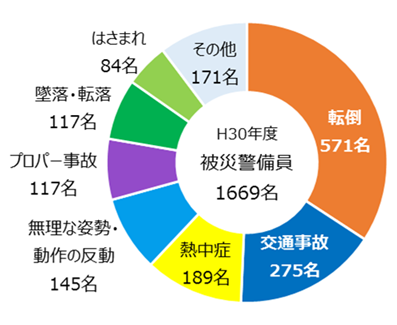 H30年度
被災警備員
1669名
転倒
571名
交通事故
275名
熱中症
189名
無理な姿勢・
動作の反動
145名
プロパー事故
117名
墜落・転落
117名
はさまれ
84名
その他
171名